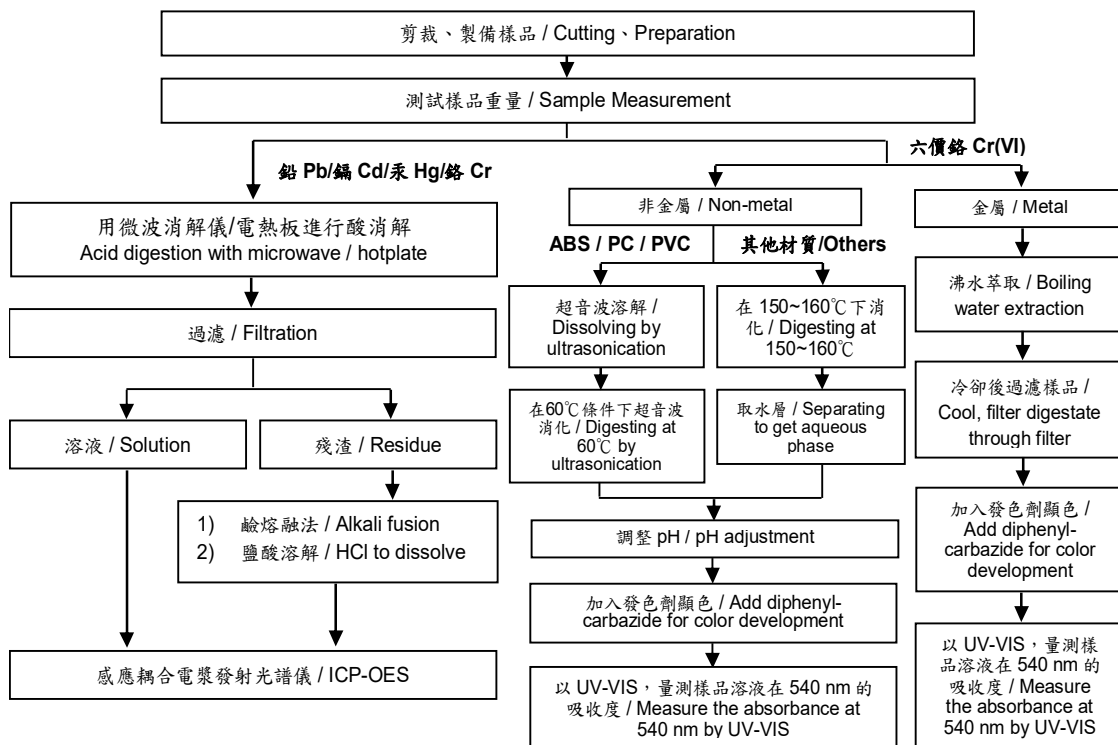 剪裁、製備樣品 / Cutting、Preparation
測試樣品重量 / Sample Measurement
鉛 Pb/鎘 Cd/汞 Hg/鉻 Cr
六價鉻 Cr(VI)
用微波消解儀/電熱板進行酸消解
Acid digestion with microwave / hotplate
過濾 / Filtration
溶液 / Solution
殘渣 / Residue
1) 鹼熔融法 / Alkali fusion
2) 鹽酸溶解 / HCl to dissolve
感應耦合電漿發射光譜儀 / ICP-OES
非金屬 / Non-metal
ABS / PC / PVC
其他材質/Others
超音波溶解 /
Dissolving by
ultrasonication
在 150~160℃下消
化 / Digesting at
150~160℃
在60℃條件下超音波
消化 / Digesting at
60℃ by
ultrasonication
取水層 / Separating
to get aqueous
phase
調整 pH / pH adjustment
加入發色劑顯色 / Add diphenyl-
carbazide for color development
以 UV-VIS，量測樣品溶液在 540 nm 的
吸收度 / Measure the absorbance at
540 nm by UV-VIS
金屬 / Metal
沸水萃取 / Boiling
water extraction
冷卻後過濾樣品 /
Cool, filter digestate
through filter
加入發色劑顯色 /
Add diphenyl-
carbazide for color
development
以 UV-VIS，量測樣
品溶液在 540 nm 的
吸收度 / Measure
the absorbance at
540 nm by UV-VIS